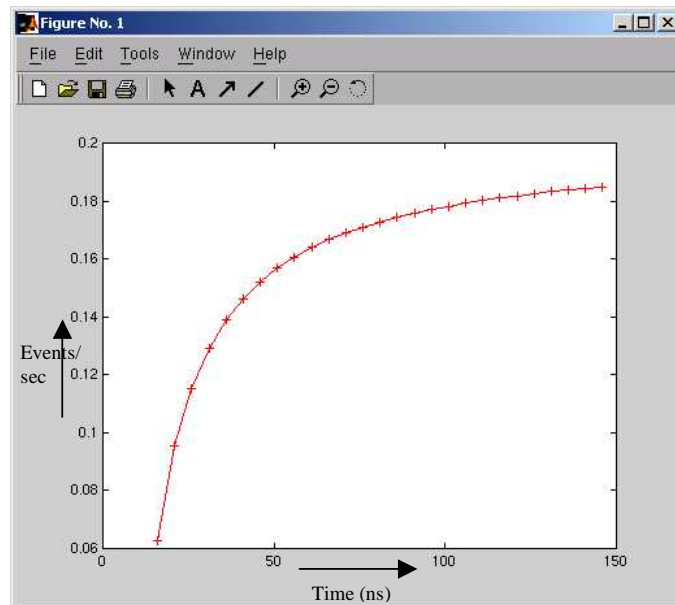 Figure No. 1
File Edit Tools Window Help
A
0.2
0.18
0.16
0.14
0.12
0.1
0.08
0.06
Events/
sec
0 50 100 150
Time (ns)